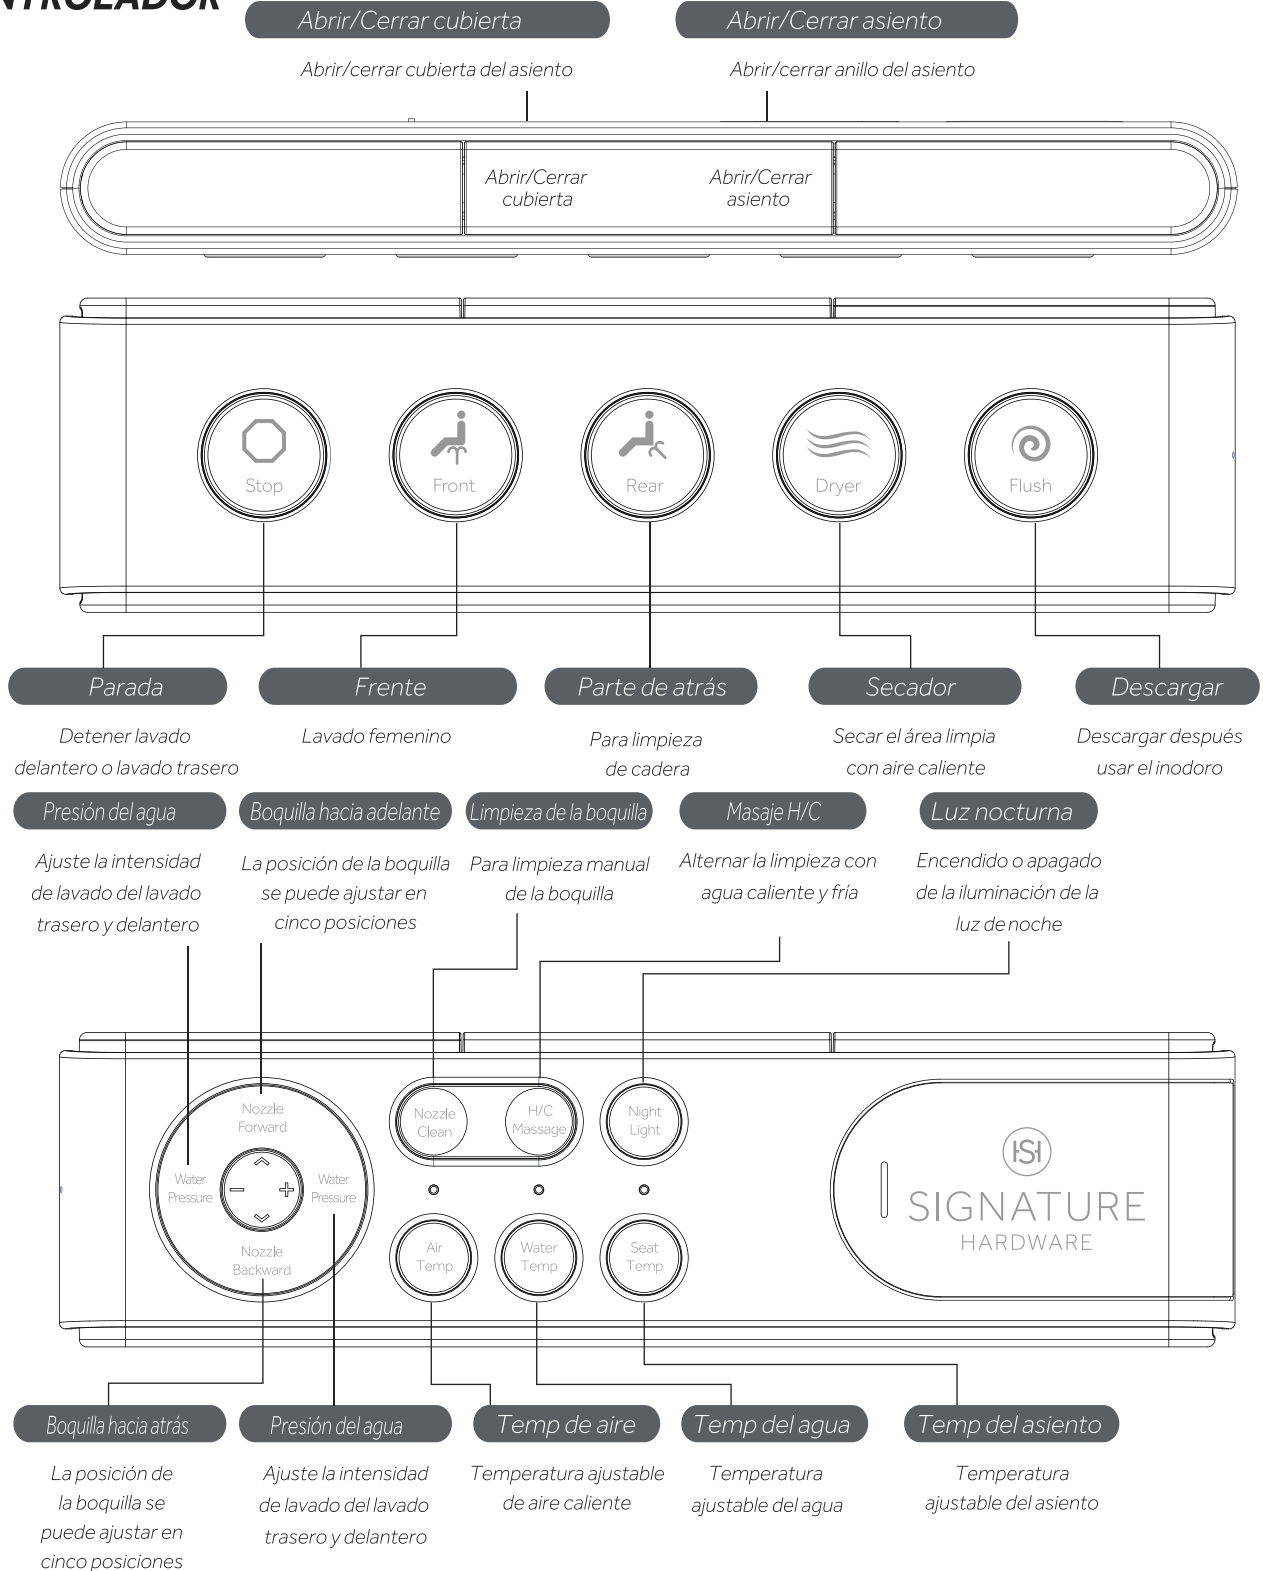 NTROLADOR
Abrir/Cerrar cubierta
Abrir/Cerrar asiento
Abrir/cerrar cubierta del asiento
Abrir/cerrar anillo del asiento
Abrir/Cerrar
cubierta
Abrir/Cerrar
asiento
Stop
Front
Rear
Dryer
Flush
Parada
Frente
Parte de atrás
Secador
Descargar
Detener lavado
delantero o lavado trasero
Lavado femenino
Para limpieza
de cadera
Secar el área limpia
con aire caliente
Descargar después
usar el inodoro
Presión del agua
Boquilla hacia adelante
Limpieza de la boquilla
Masaje H/C
Luz nocturna
Ajuste la intensidad
de lavado del lavado
trasero y delantero
La posición de la boquilla
se puede ajustar en
cinco posiciones
Para limpieza manual
de la boquilla
Alternar la limpieza con
agua caliente y fría
Encendido o apagado
de la iluminación de la
luz de noche
Nozzle
Forward
Water
Pressure
− +
Water
Pressure
Nozzle
Backward
Nozzle
Clean
H/C
Massage
Night
Light
Air
Temp
Water
Temp
Seat
Temp
HS
SIGNATURE
HARDWARE
Boquilla hacia atrás
Presión del agua
Temp de aire
Temp del agua
Temp del asiento
La posición de
la boquilla se
puede ajustar en
cinco posiciones
Ajuste la intensidad
de lavado del lavado
trasero y delantero
Temperatura ajustable
de aire caliente
Temperatura
ajustable del agua
Temperatura
ajustable del asiento